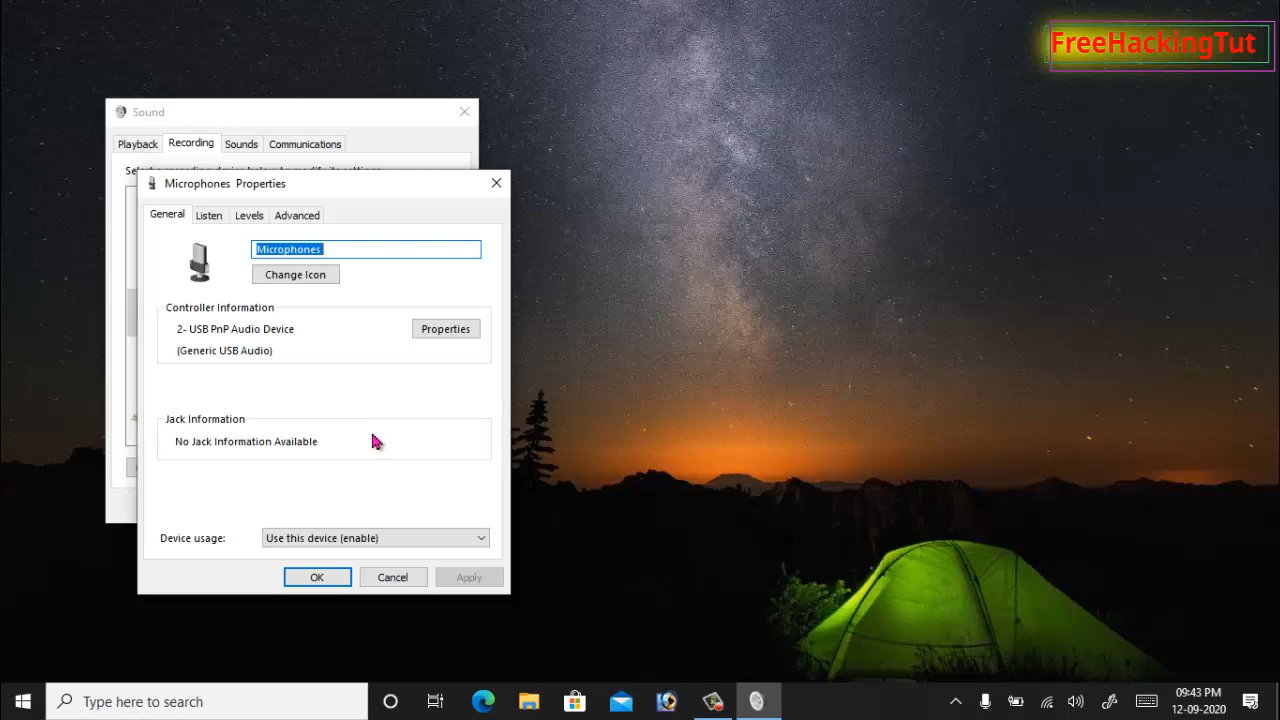 FreeHackingTut
Sound
Playback Recording Sounds Communications
Microphones Properties
General Listen Levels Advanced
Microphones
Change Icon
Controller Information
2- USB PnP Audio Device
Properties
(Generic USB Audio)
Jack Information
No Jack Information Available
Device usage:
Use this device (enable)
OK Cancel Apply
Type here to search
09:43 PM
12-09-2020